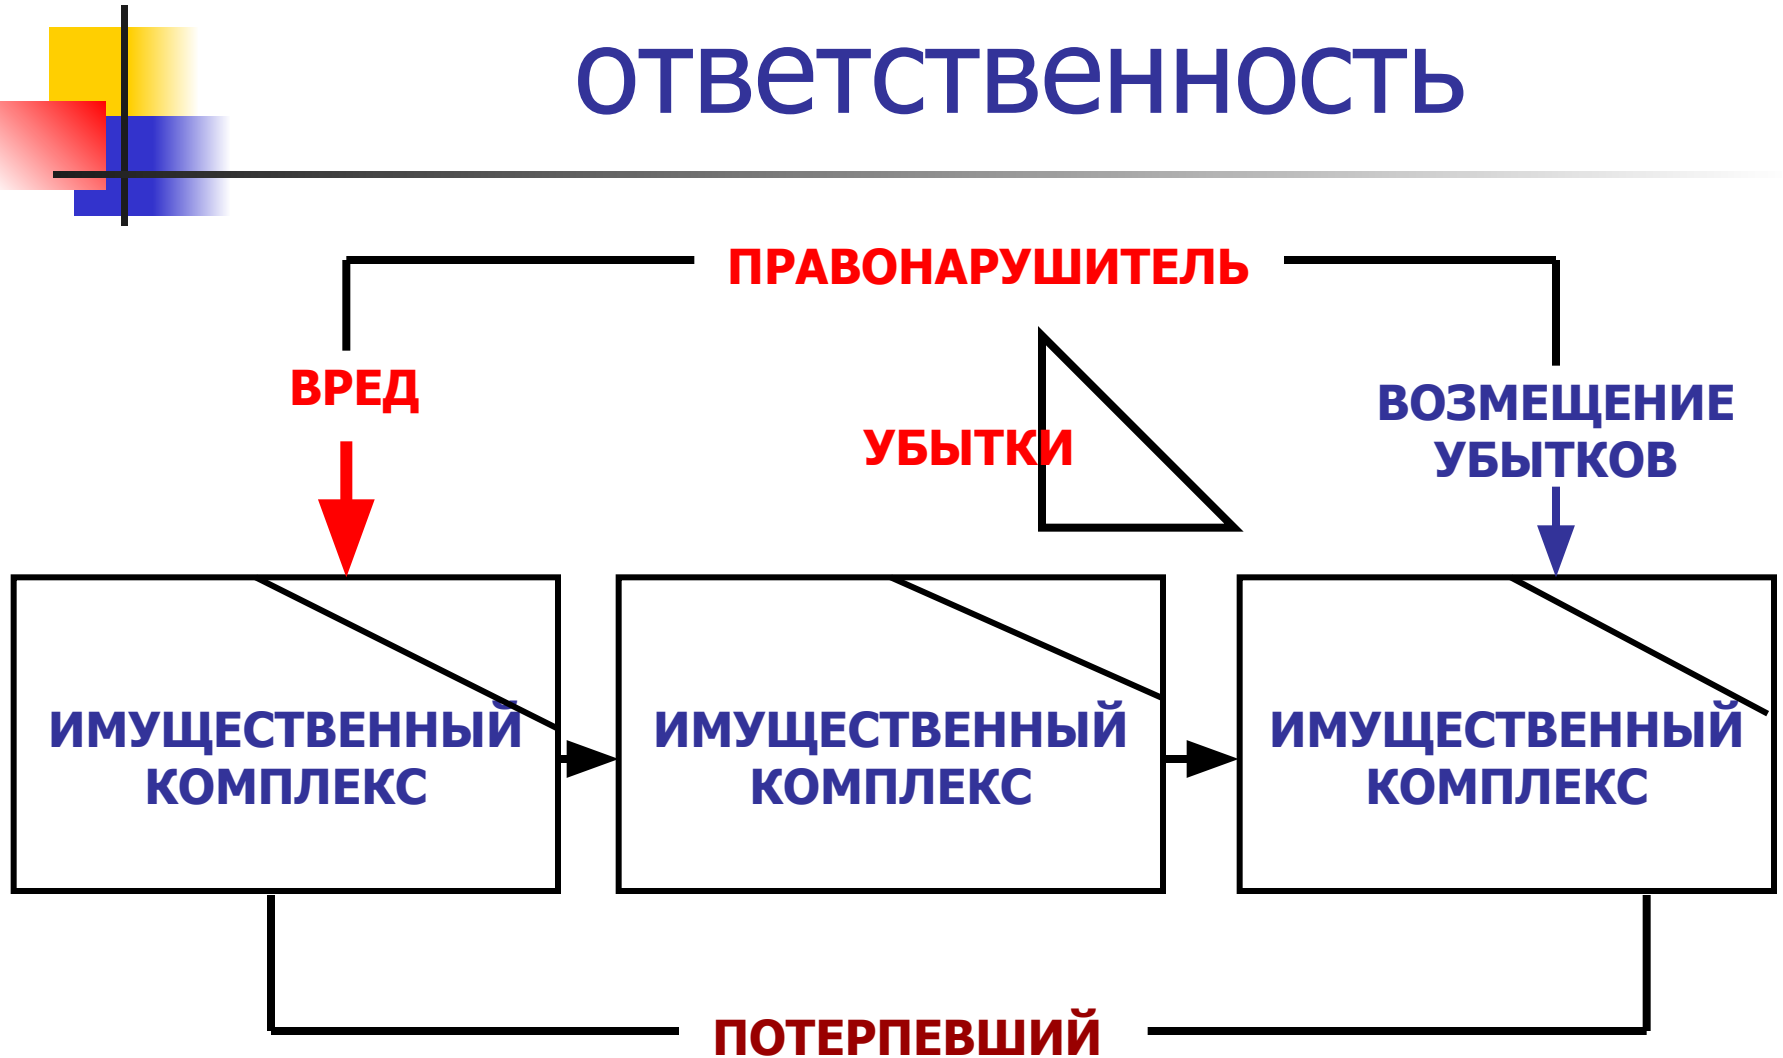 ответственность
ПРАВОНАРУШИТЕЛЬ
ВРЕД
УБЫТКИ
ВОЗМЕЩЕНИЕ
УБЫТКОВ
ИМУЩЕСТВЕННЫЙ
КОМПЛЕКС
ИМУЩЕСТВЕННЫЙ
КОМПЛЕКС
ИМУЩЕСТВЕННЫЙ
КОМПЛЕКС
ПОТЕРПЕВШИЙ